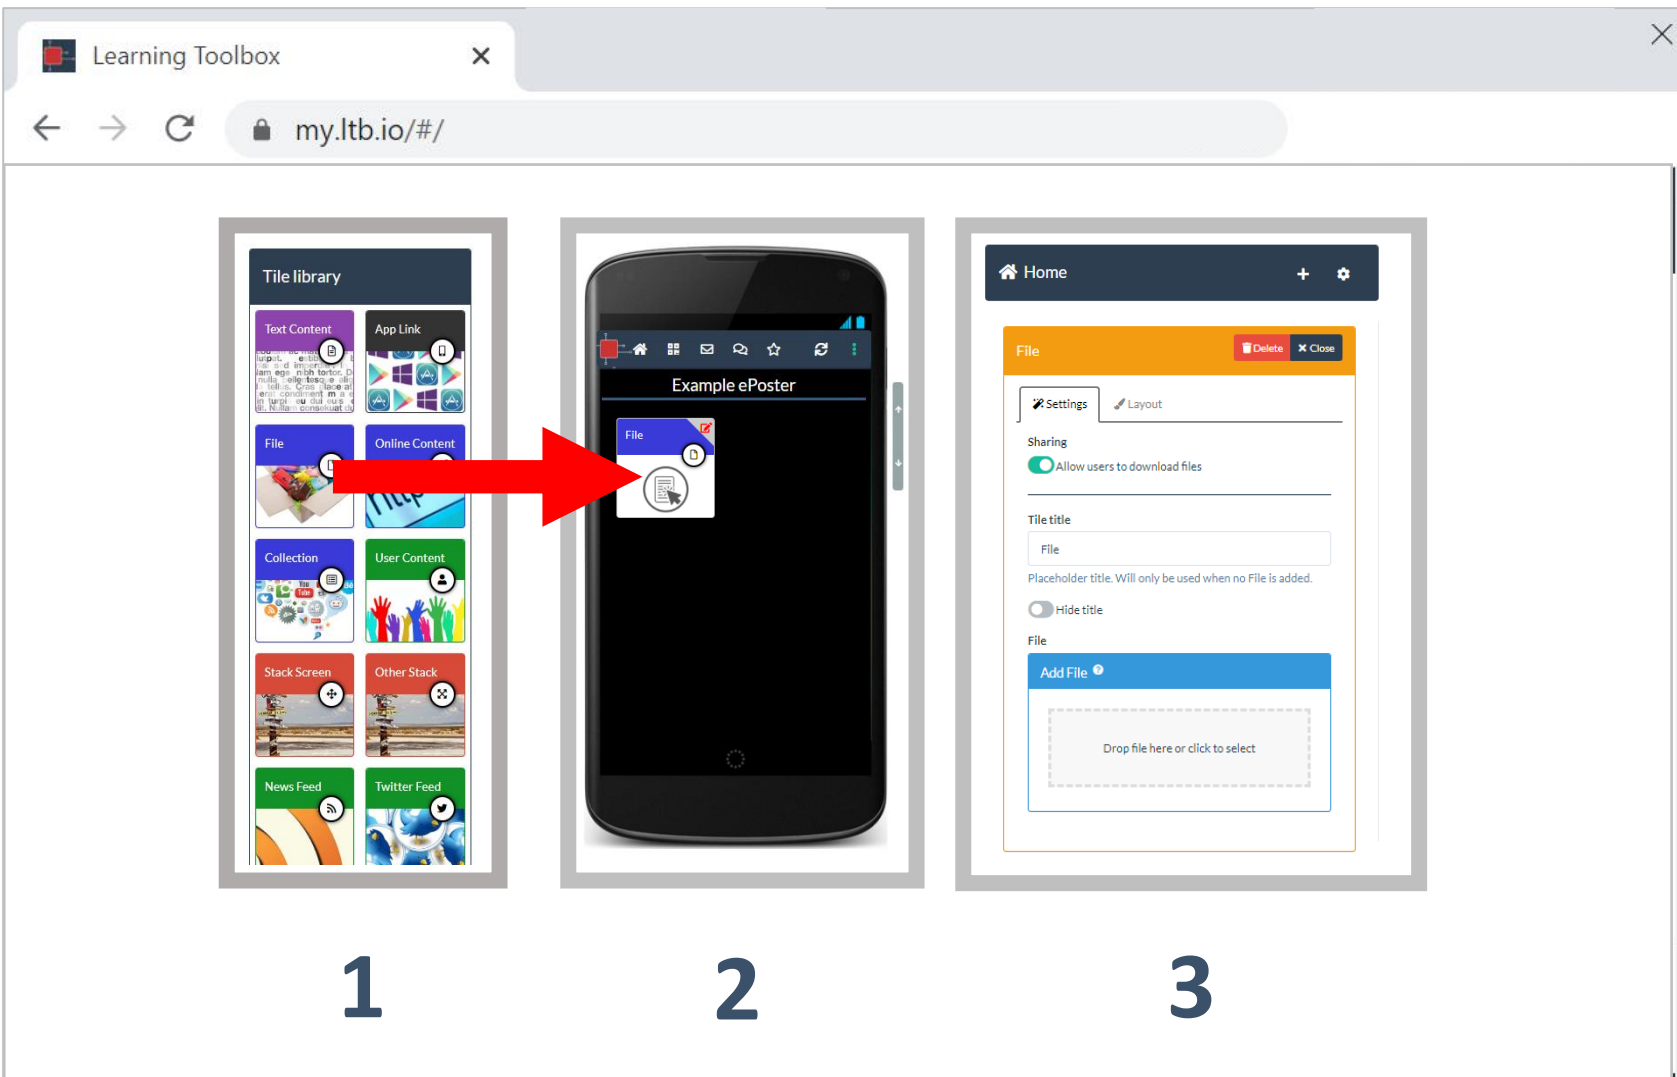 Learning Toolbox
my.ltb.io/#/
Tile library
Text Content
App Link
File
Online Content
http
Collection
User Content
You
Tube
Stack Screen
Other Stack
News Feed
Twitter Feed
Example ePoster
File
Home
File
Delete
Close
Settings
Layout
Sharing
Allow users to download files
Tile title
File
Placeholder title. Will only be used when no File is added.
Hide title
File
Add File ?
Drop file here or click to select
1
2
3